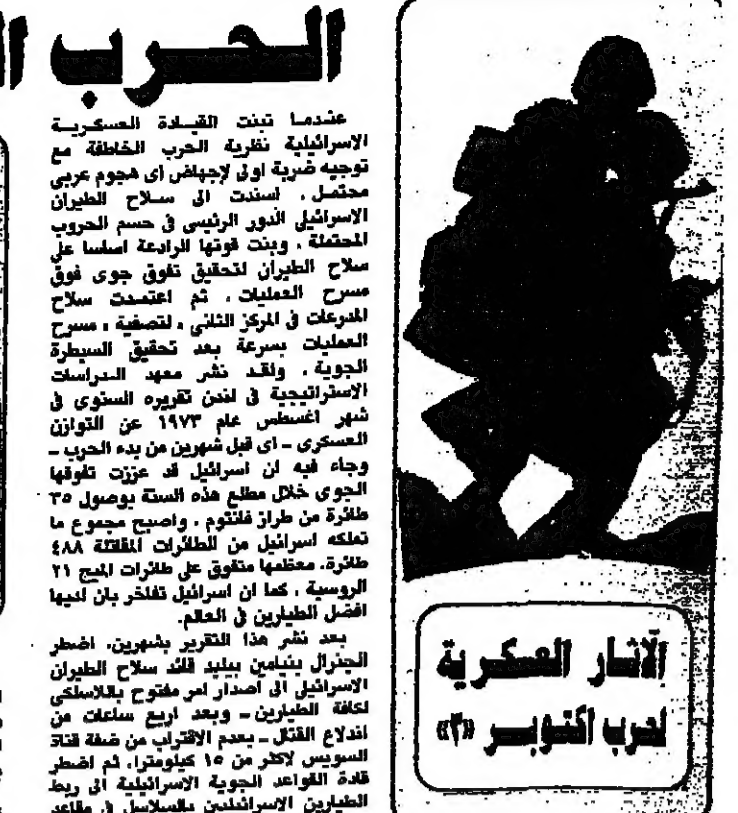 الحرب
عندما تبنت القيادة العسكرية
الاسرائيلية نظرية الحرب الخاطفة مع
توجيه ضربة اولى لإجهاض اى هجوم عربى
محتمل ، اسندت الى سلاح الطيران
الاسرائيلى الدور الرئيسى فى حسم الحروب
المحتملة ، وبنت قوتها الرادعة اساسا على
سلاح الطيران لتحقيق تفوق جوى فوق
مسرح العمليات ، ثم اعتمدت سلاح
المدرعات فى المركز الثانى ، لتصفية ، مسرح
العمليات بسرعة بعد تحقيق السيطرة
الجوية . ولقد نشر معهد الدراسات
الاستراتيجية فى لندن تقريره السنوى فى
شهر اغسطس عام ١٩٧٣ عن التوازن
العسكرى - اى قبل شهرين من بدء الحرب -
وجاء فيه ان اسرائيل قد عززت تفوقها
الجوى خلال مطلع هذه السنة بوصول ٣٥
طائرة من طراز فانتوم ، واصبح مجموع ما
تملكه اسرائيل من الطائرات المقاتلة ٤٨٨
طائرة، معظمها متفوق على طائرات الميج ٢١
الروسية ، كما ان اسرائيل تفاخر بان لديها
افضل الطيارين فى العالم.
بعد نشر هذا التقرير بشهرين، اضطر
الجنرال بنيامين بيليد قائد سلاح الطيران
الاسرائيلى الى اصدار امر مفتوح باللاسلكى
لكافة الطيارين - وبعد اربع ساعات من
اندلاع القتال - بعدم الاقتراب من ضفة قناة
السويس لاكثر من ١٥ كيلومترا، ثم اضطر
قادة القواعد الجوية الاسرائيلية الى ربط
الطيارين الاسرائيليين بالسلاسل فى مقاعد
الآثار العسكرية
لحرب اكتوبر «٣»